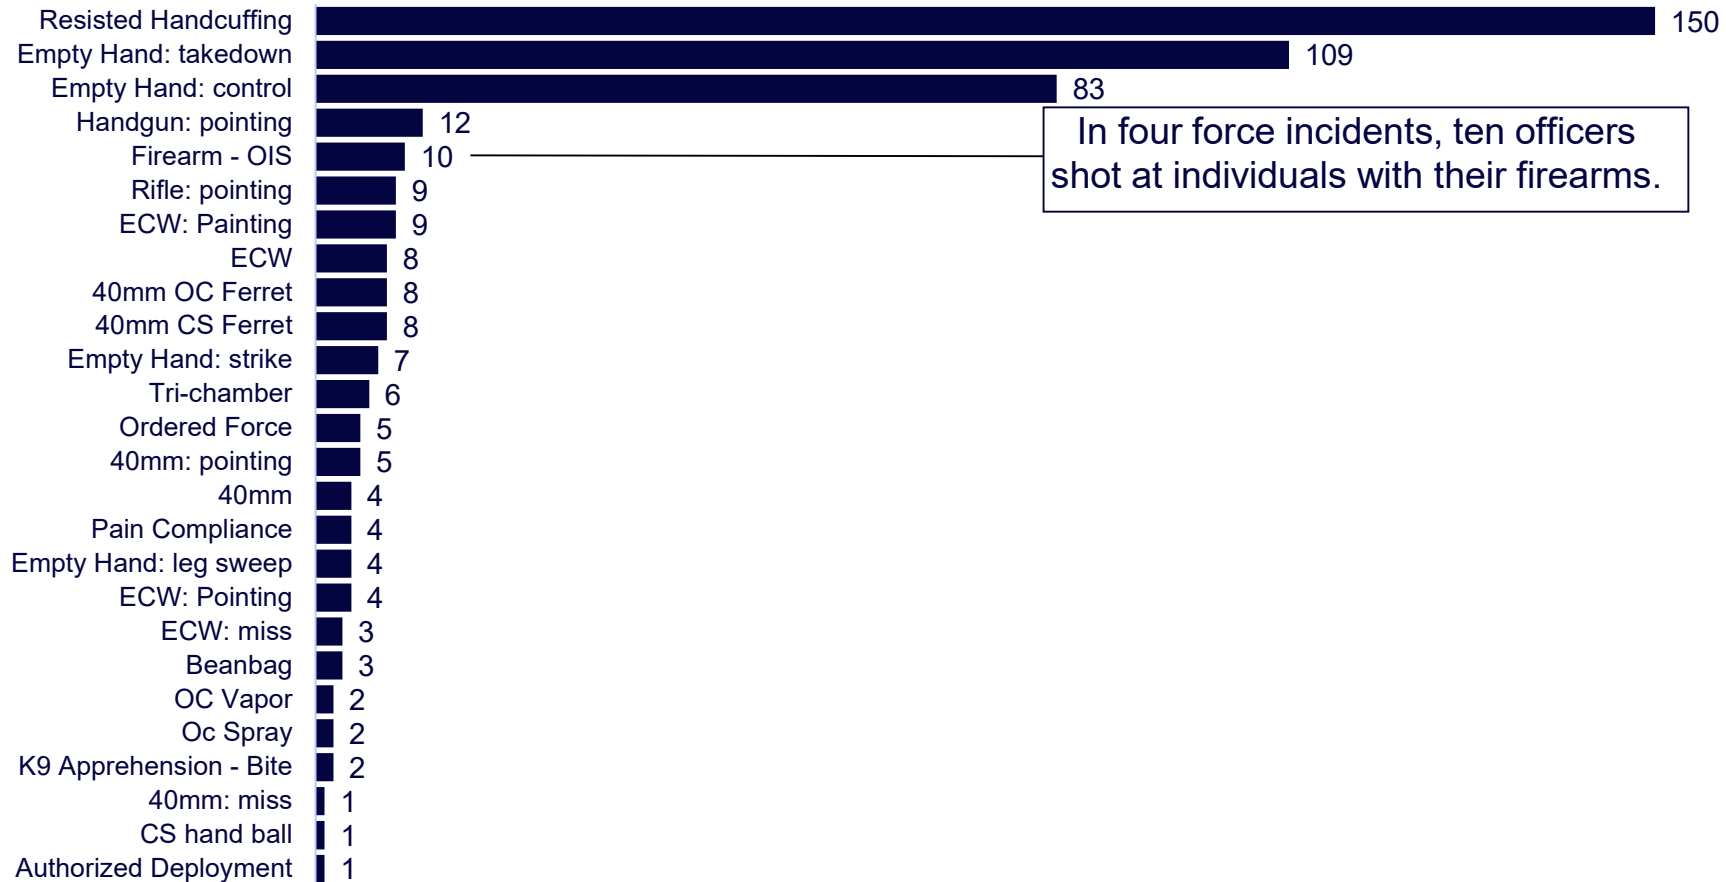 Resisted Handcuffing 150
Empty Hand: takedown 109
Empty Hand: control 83
Handgun: pointing 12
In four force incidents, ten officers
shot at individuals with their firearms.
Firearm - OIS 10
Rifle: pointing 9
ECW: Painting 9
ECW 8
40mm OC Ferret 8
40mm CS Ferret 8
Empty Hand: strike 7
Tri-chamber 6
Ordered Force 5
40mm: pointing 5
40mm 4
Pain Compliance 4
Empty Hand: leg sweep 4
ECW: Pointing 4
ECW: miss 3
Beanbag 3
OC Vapor 2
Oc Spray 2
K9 Apprehension - Bite 2
40mm: miss 1
CS hand ball 1
Authorized Deployment 1